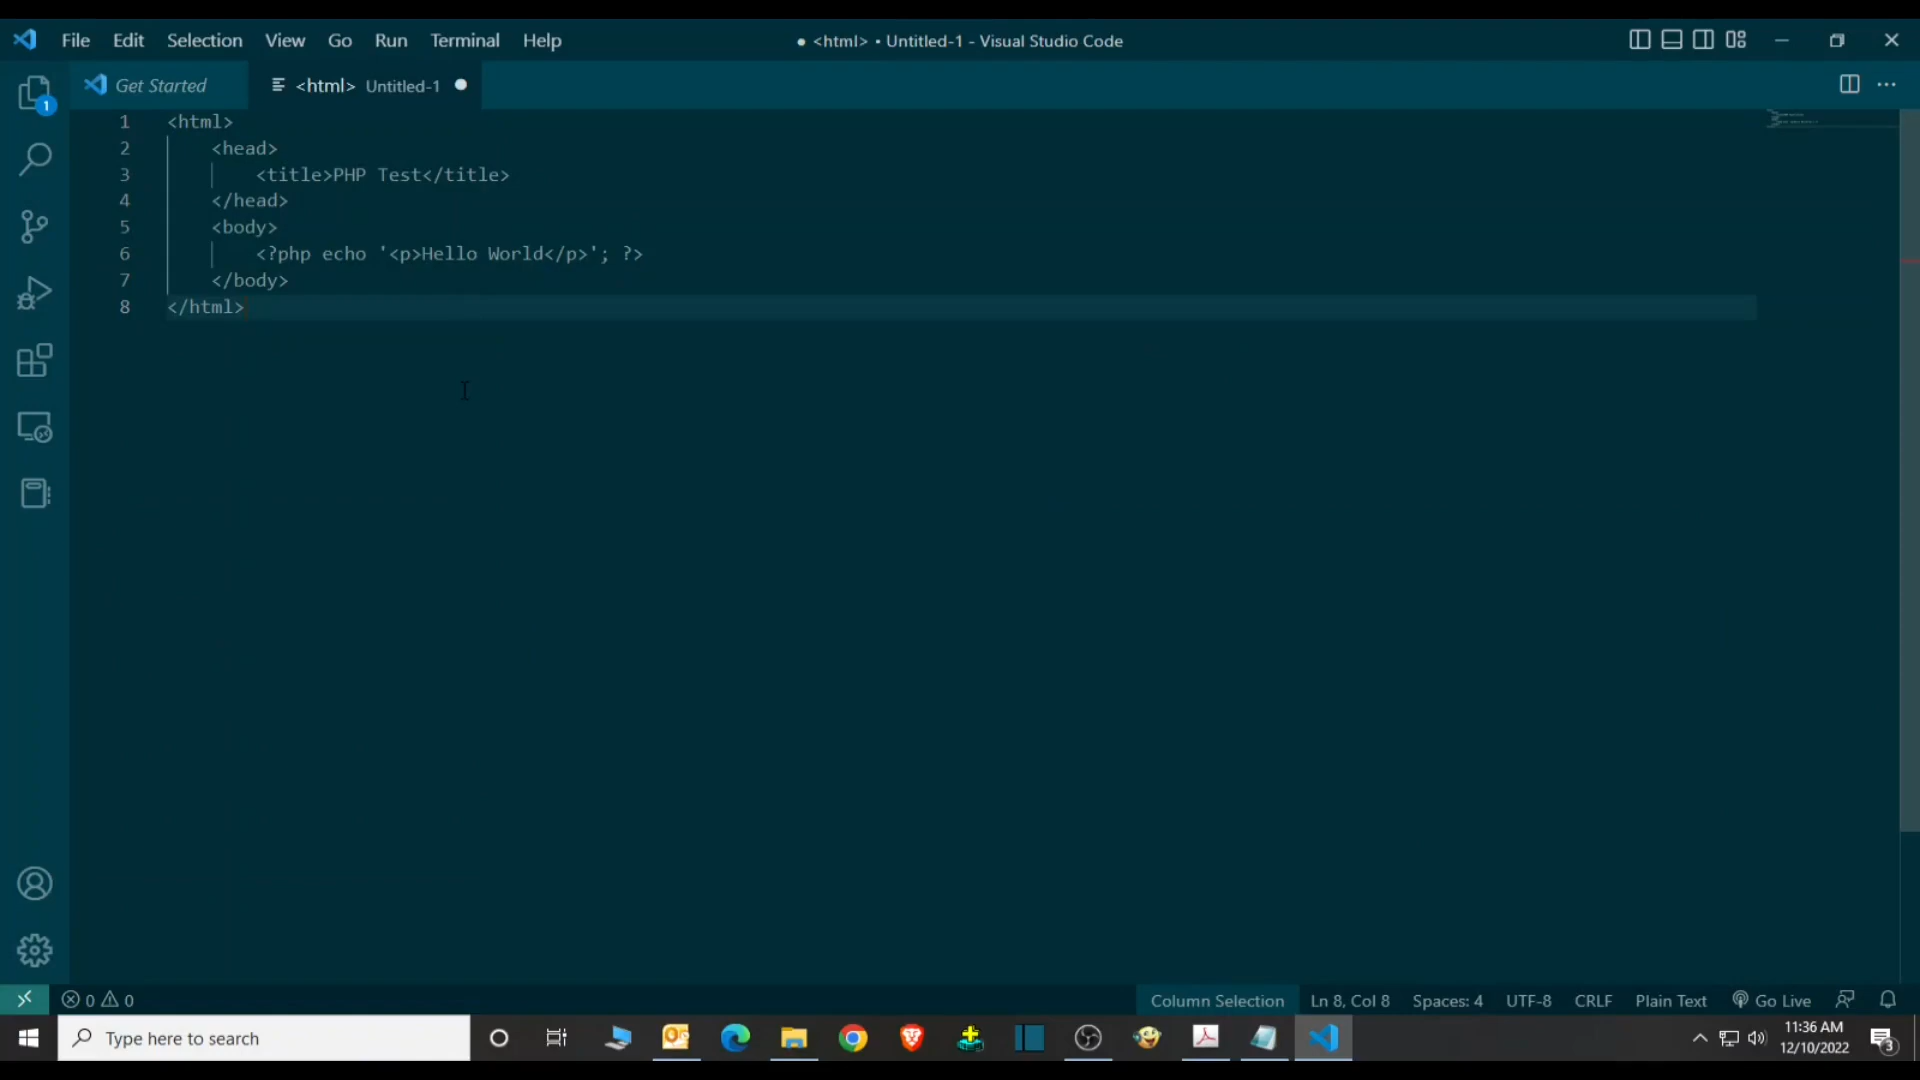 File Edit Selection View Go Run Terminal Help ● <html> • Untitled-1 - Visual Studio Code
Get Started <html> Untitled-1
1 <html>
2 <head>
3 <title>PHP Test</title>
4 </head>
5 <body>
6 <?php echo '<p>Hello World</p>'; ?>
7 </body>
8 </html>
1
0 0 Column Selection Ln 8, Col 8 Spaces: 4 UTF-8 CRLF Plain Text Go Live
Type here to search
11:36 AM
12/10/2022
3